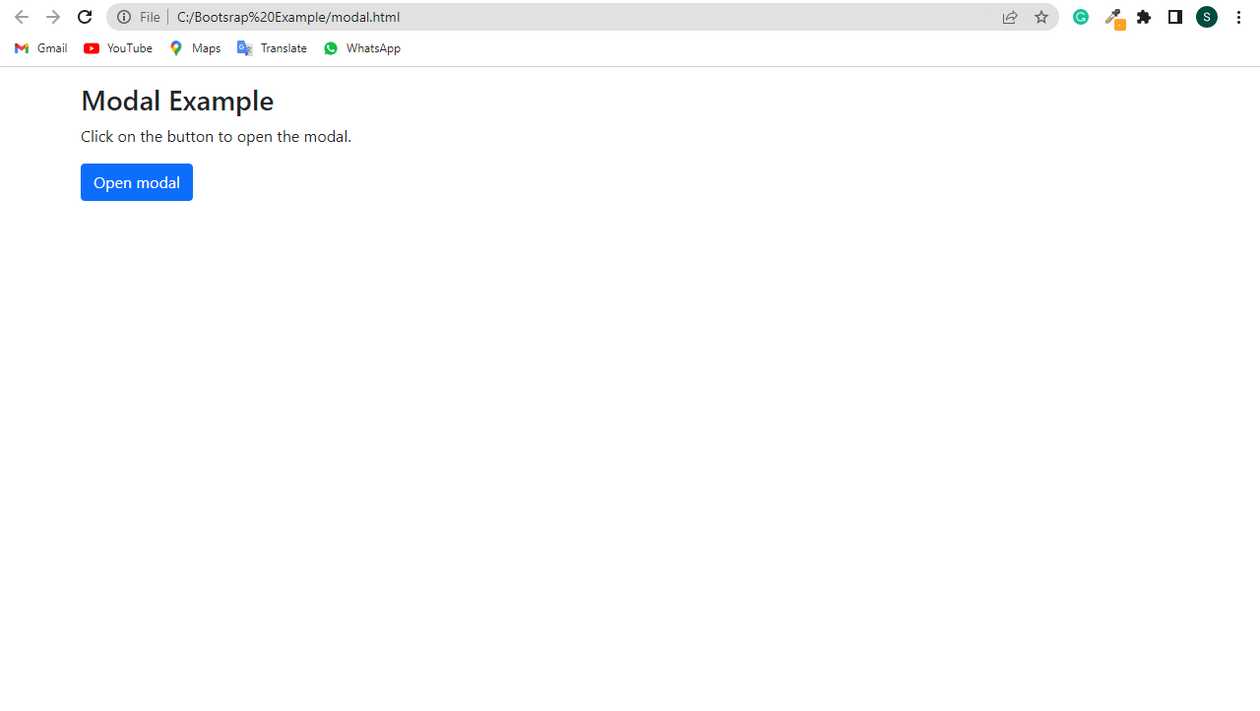 File | C:/Bootsrap%20Example/modal.html
S
Gmail YouTube Maps Translate WhatsApp
Modal Example
Click on the button to open the modal.
Open modal